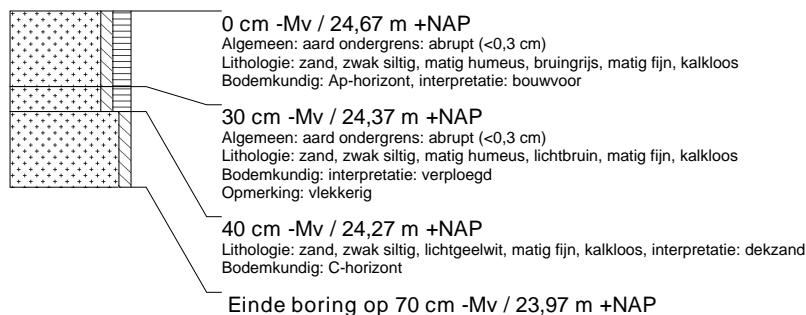 0 cm -Mv / 24,67 m +NAP
Algemeen: aard ondergrens: abrupt (<0,3 cm)
Lithologie: zand, zwak siltig, matig humeus, bruingrijs, matig fijn, kalkloos
Bodemkundig: Ap-horizont, interpretatie: bouwvoor
30 cm -Mv / 24,37 m +NAP
Algemeen: aard ondergrens: abrupt (<0,3 cm)
Lithologie: zand, zwak siltig, matig humeus, lichtbruin, matig fijn, kalkloos
Bodemkundig: interpretatie: verploegd
Opmerking: vlekkerig
40 cm -Mv / 24,27 m +NAP
Lithologie: zand, zwak siltig, lichtgeelwit, matig fijn, kalkloos, interpretatie: dekzand
Bodemkundig: C-horizont
Einde boring op 70 cm -Mv / 23,97 m +NAP